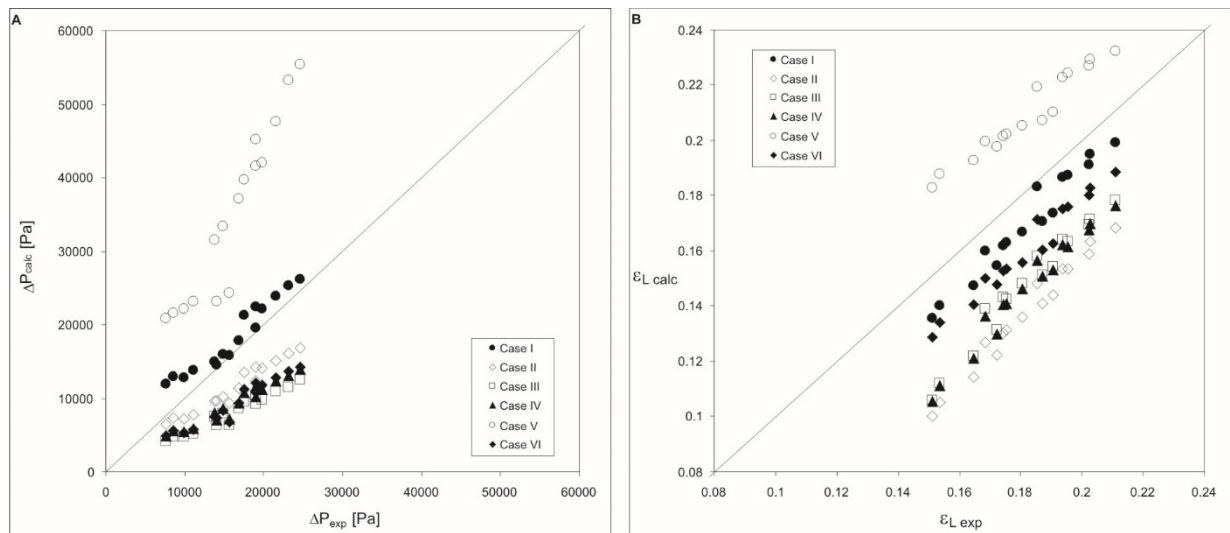 A
60000
50000
40000
30000
20000
10000
0
ΔPcalc [Pa]
Case I
Case II
Case III
Case IV
Case V
Case VI
0 10000 20000 30000 40000 50000 60000
ΔPexp [Pa]
B
0.24
0.22
0.2
0.18
0.16
0.14
0.12
0.1
0.08
εL calc
Case I
Case II
Case III
Case IV
Case V
Case VI
0.08 0.1 0.12 0.14 0.16 0.18 0.2 0.22 0.24
εL exp